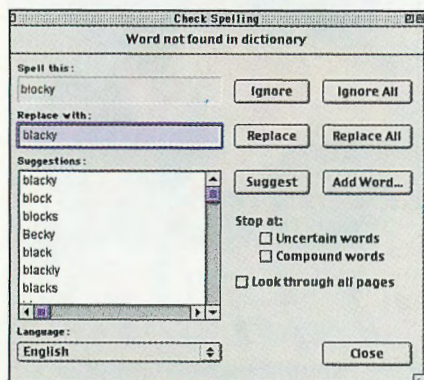 Check Spelling
Word not found in dictionary
Spell this:
blocky
Ignore
Ignore All
Replace with:
blacky
Replace
Replace All
Suggestions:
blacky
block
blocks
Becky
black
blackly
blacks
Suggest
Add Word...
Stop at:
Uncertain words
Compound words
Look through all pages
Language:
English
Close